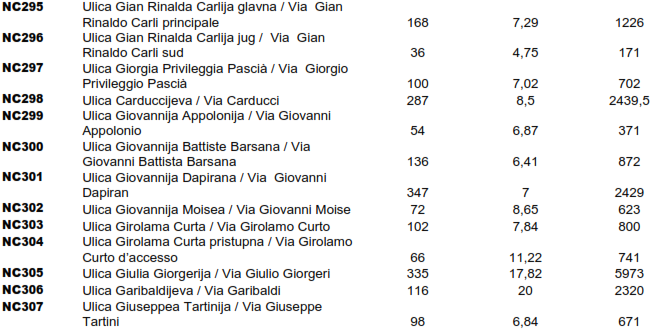 NC295 Ulica Gian Rinalda Carlija glavna / Via Gian
Rinaldo Carli principale 168 7,29 1226
NC296 Ulica Gian Rinalda Carlija jug / Via Gian
Rinaldo Carli sud 36 4,75 171
NC297 Ulica Giorgia Privileggia Pascià / Via Giorgio
Privileggio Pascià 100 7,02 702
NC298 Ulica Carduccijeva / Via Carducci 287 8,5 2439,5
NC299 Ulica Giovannija Appolonija / Via Giovanni
Appolonio 54 6,87 371
NC300 Ulica Giovannija Battiste Barsana / Via
Giovanni Battista Barsana 136 6,41 872
NC301 Ulica Giovannija Dapirana / Via Giovanni
Dapiran 347 7 2429
NC302 Ulica Giovannija Moisea / Via Giovanni Moise 72 8,65 623
NC303 Ulica Girolama Curta / Via Girolamo Curto 102 7,84 800
NC304 Ulica Girolama Curta pristupna / Via Girolamo
Curto d'accesso 66 11,22 741
NC305 Ulica Giulia Giorgerija / Via Giulio Giorgeri 335 17,82 5973
NC306 Ulica Garibaldijeva / Via Garibaldi 116 20 2320
NC307 Ulica Giuseppea Tartinija / Via Giuseppe
Tartini 98 6,84 671